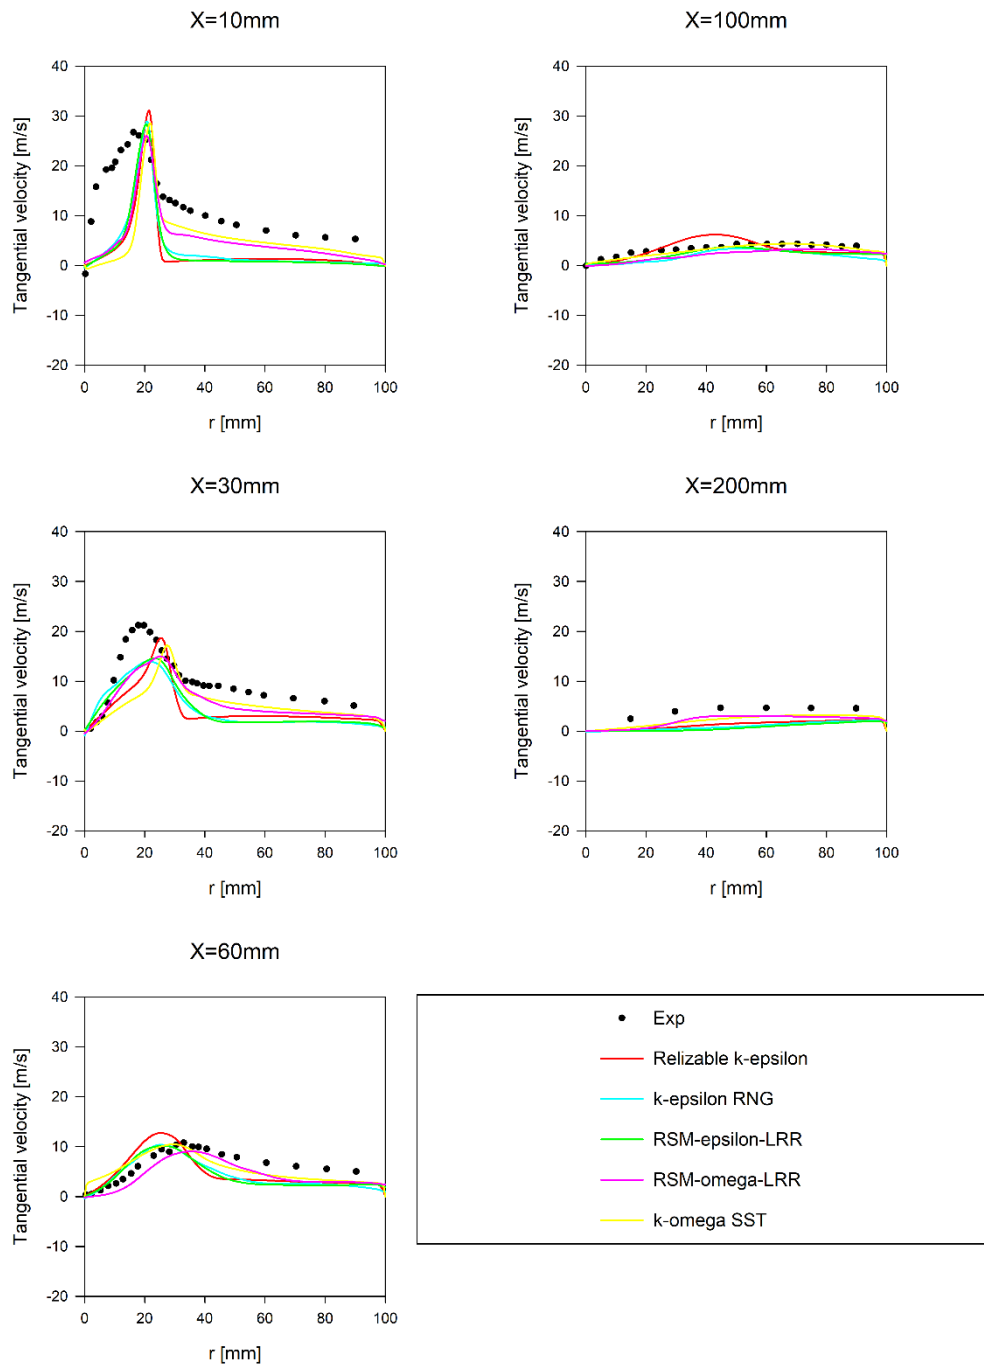 X=10mm
Tangential velocity [m/s]
40
30
20
10
0
-10
-20
0 20 40 60 80 100
r [mm]
X=100mm
Tangential velocity [m/s]
40
30
20
10
0
-10
-20
0 20 40 60 80 100
r [mm]
X=30mm
Tangential velocity [m/s]
40
30
20
10
0
-10
-20
0 20 40 60 80 100
r [mm]
X=200mm
Tangential velocity [m/s]
40
30
20
10
0
-10
-20
0 20 40 60 80 100
r [mm]
X=60mm
Tangential velocity [m/s]
40
30
20
10
0
-10
-20
0 20 40 60 80 100
r [mm]
Exp
Relizable k-epsilon
k-epsilon RNG
RSM-epsilon-LRR
RSM-omega-LRR
k-omega SST